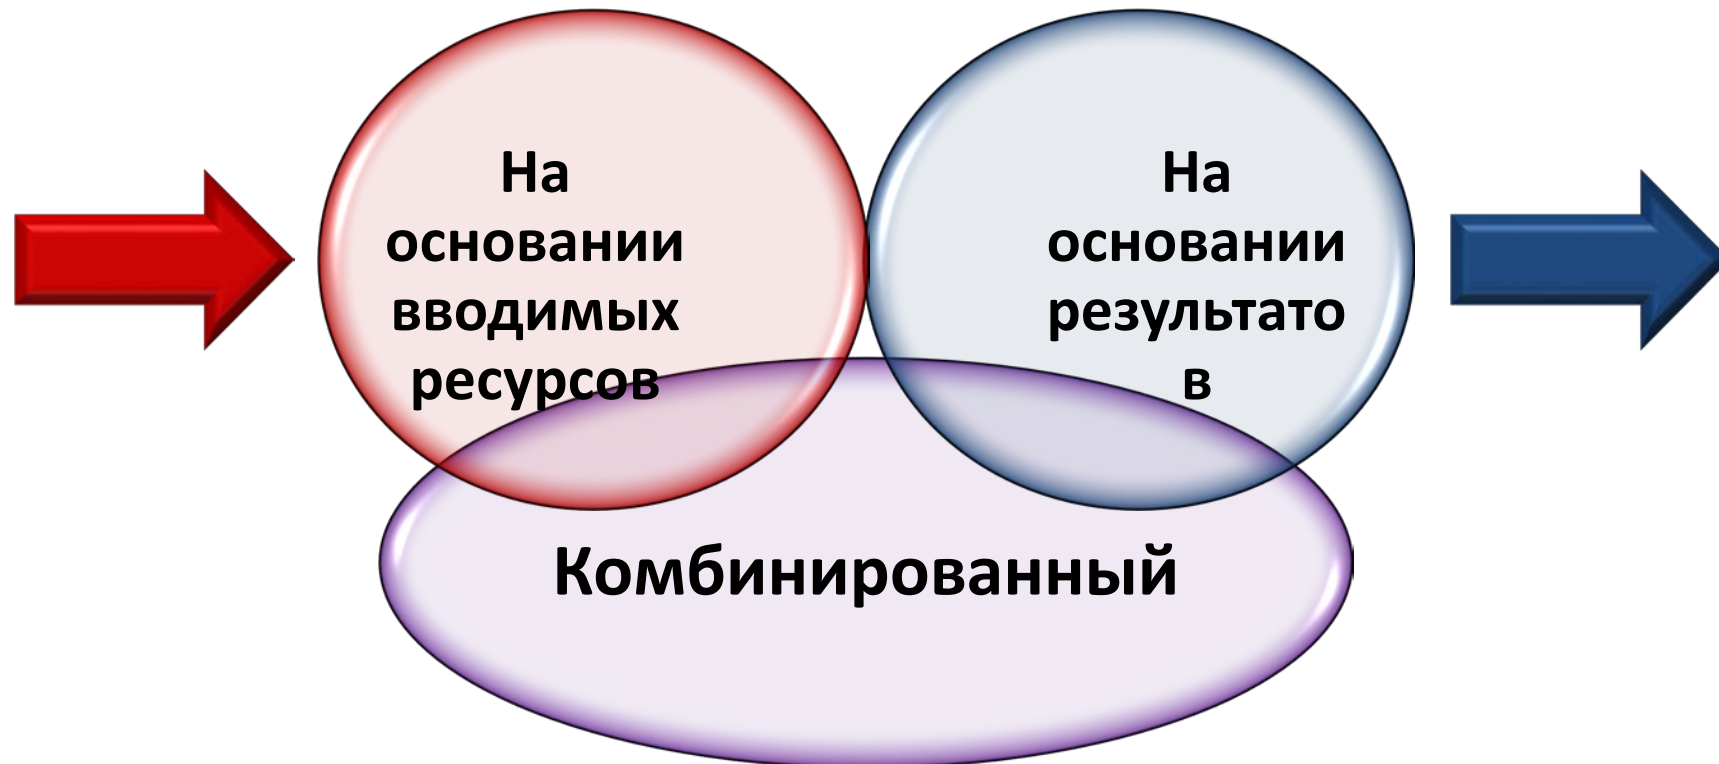 На
основании
вводимых
ресурсов
На
основании
результато
в
Комбинированный